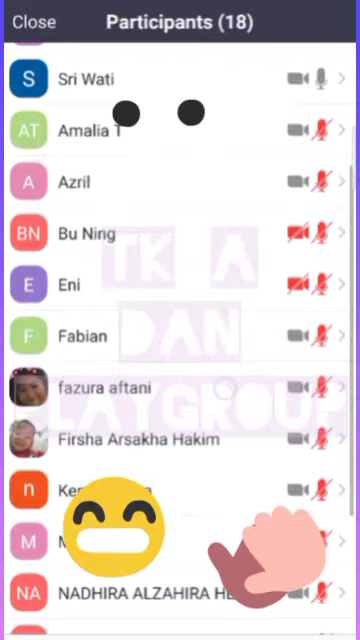 Close Participants (18)
S Sri Wati
AT Amalia T
A Azril
BN Bu Ning
E Eni
F Fabian
fazura aftani
Firsha Arsakha Hakim
n
M
NA NADHIRA ALZAHIRA
TK A
DAN
PLAYGROUP